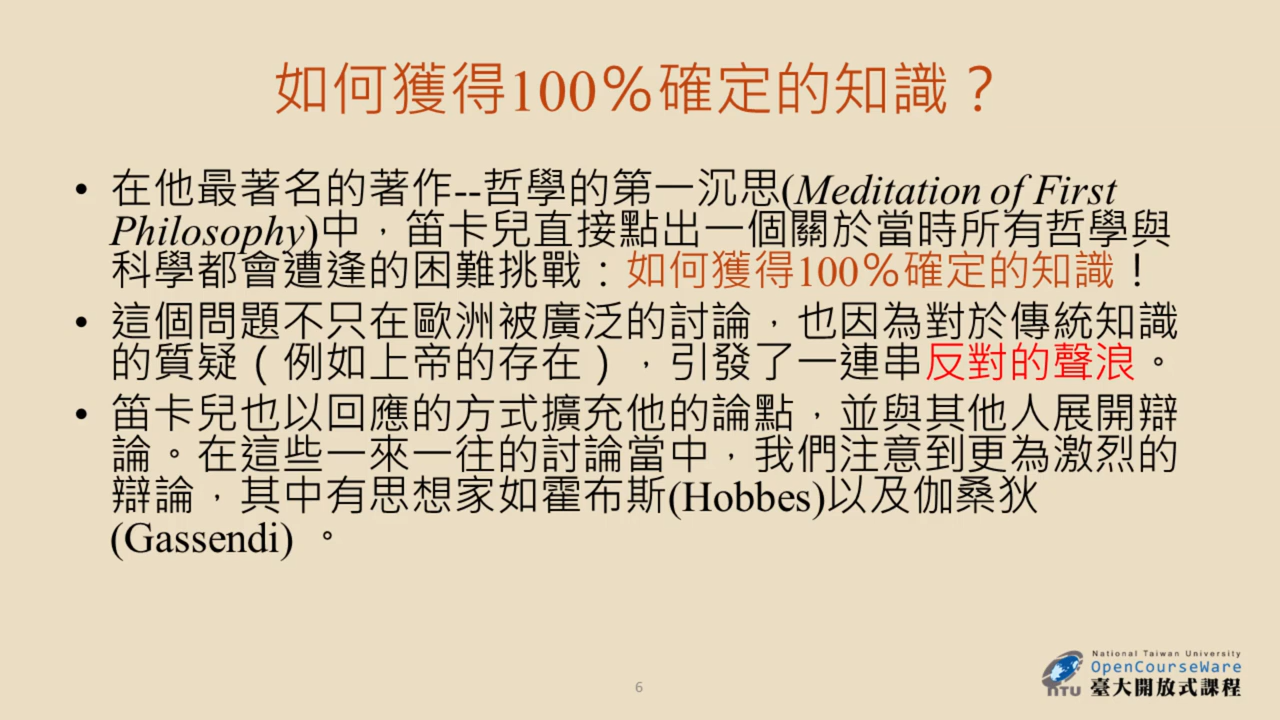 如何獲得100％確定的知識？
• 在他最著名的著作--哲學的第一沉思(Meditation of First
Philosophy)中，笛卡兒直接點出一個關於當時所有哲學與
科學都會遭逢的困難挑戰：如何獲得100％確定的知識！
• 這個問題不只在歐洲被廣泛的討論，也因為對於傳統知識
的質疑（例如上帝的存在），引發了一連串反對的聲浪。
• 笛卡兒也以回應的方式擴充他的論點，並與其他人展開辯
論。在這些一來一往的討論當中，我們注意到更為激烈的
辯論，其中有思想家如霍布斯(Hobbes)以及伽桑狄
(Gassendi) 。
6
National Taiwan University
OpenCourseWare
NTU 臺大開放式課程